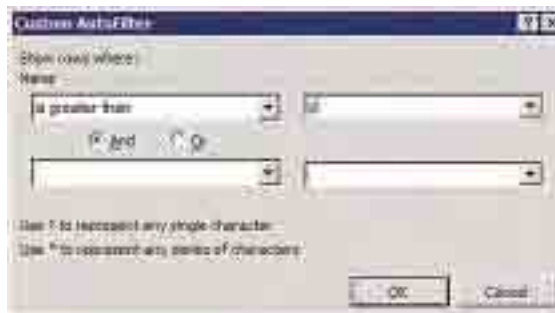 Custom AutoFilter
Show rows where:
Name
is greater than
And Or
Use ? to represent any single character
Use * to represent any series of characters
OK Cancel